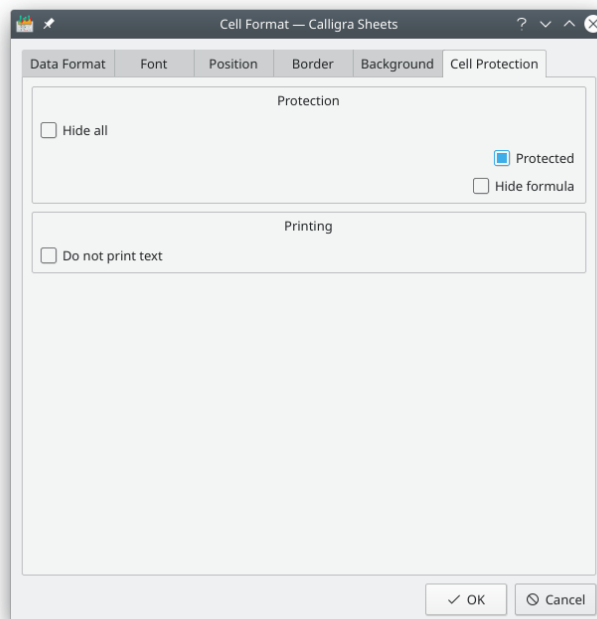 Cell Format — Calligra Sheets
Data Format Font Position Border Background Cell Protection
Protection
Hide all
Protected
Hide formula
Printing
Do not print text
OK Cancel